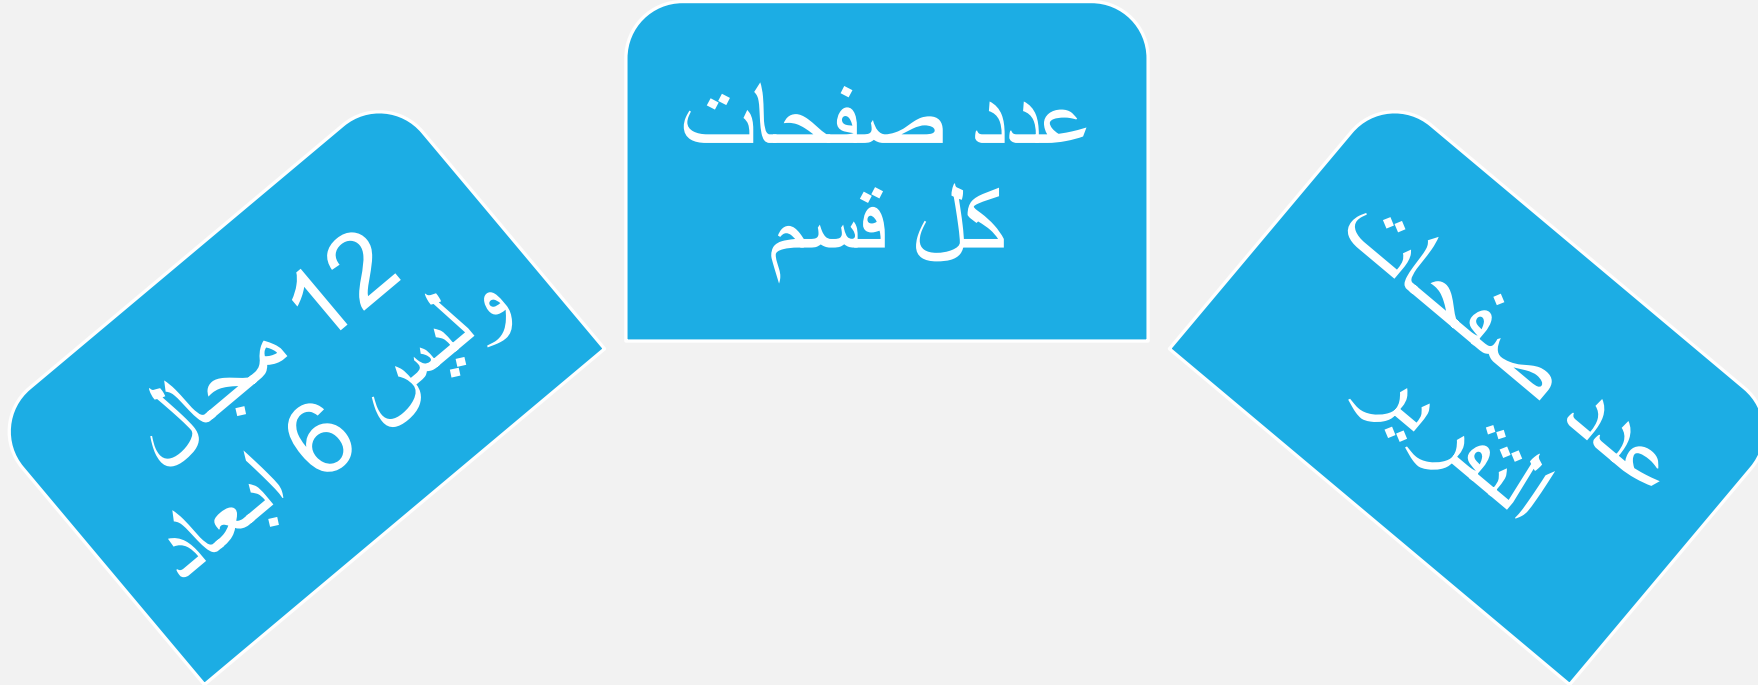 عدد صفحات
التقرير
عدد صفحات
كل قسم
12 مجال
وليس 6 ابعاد